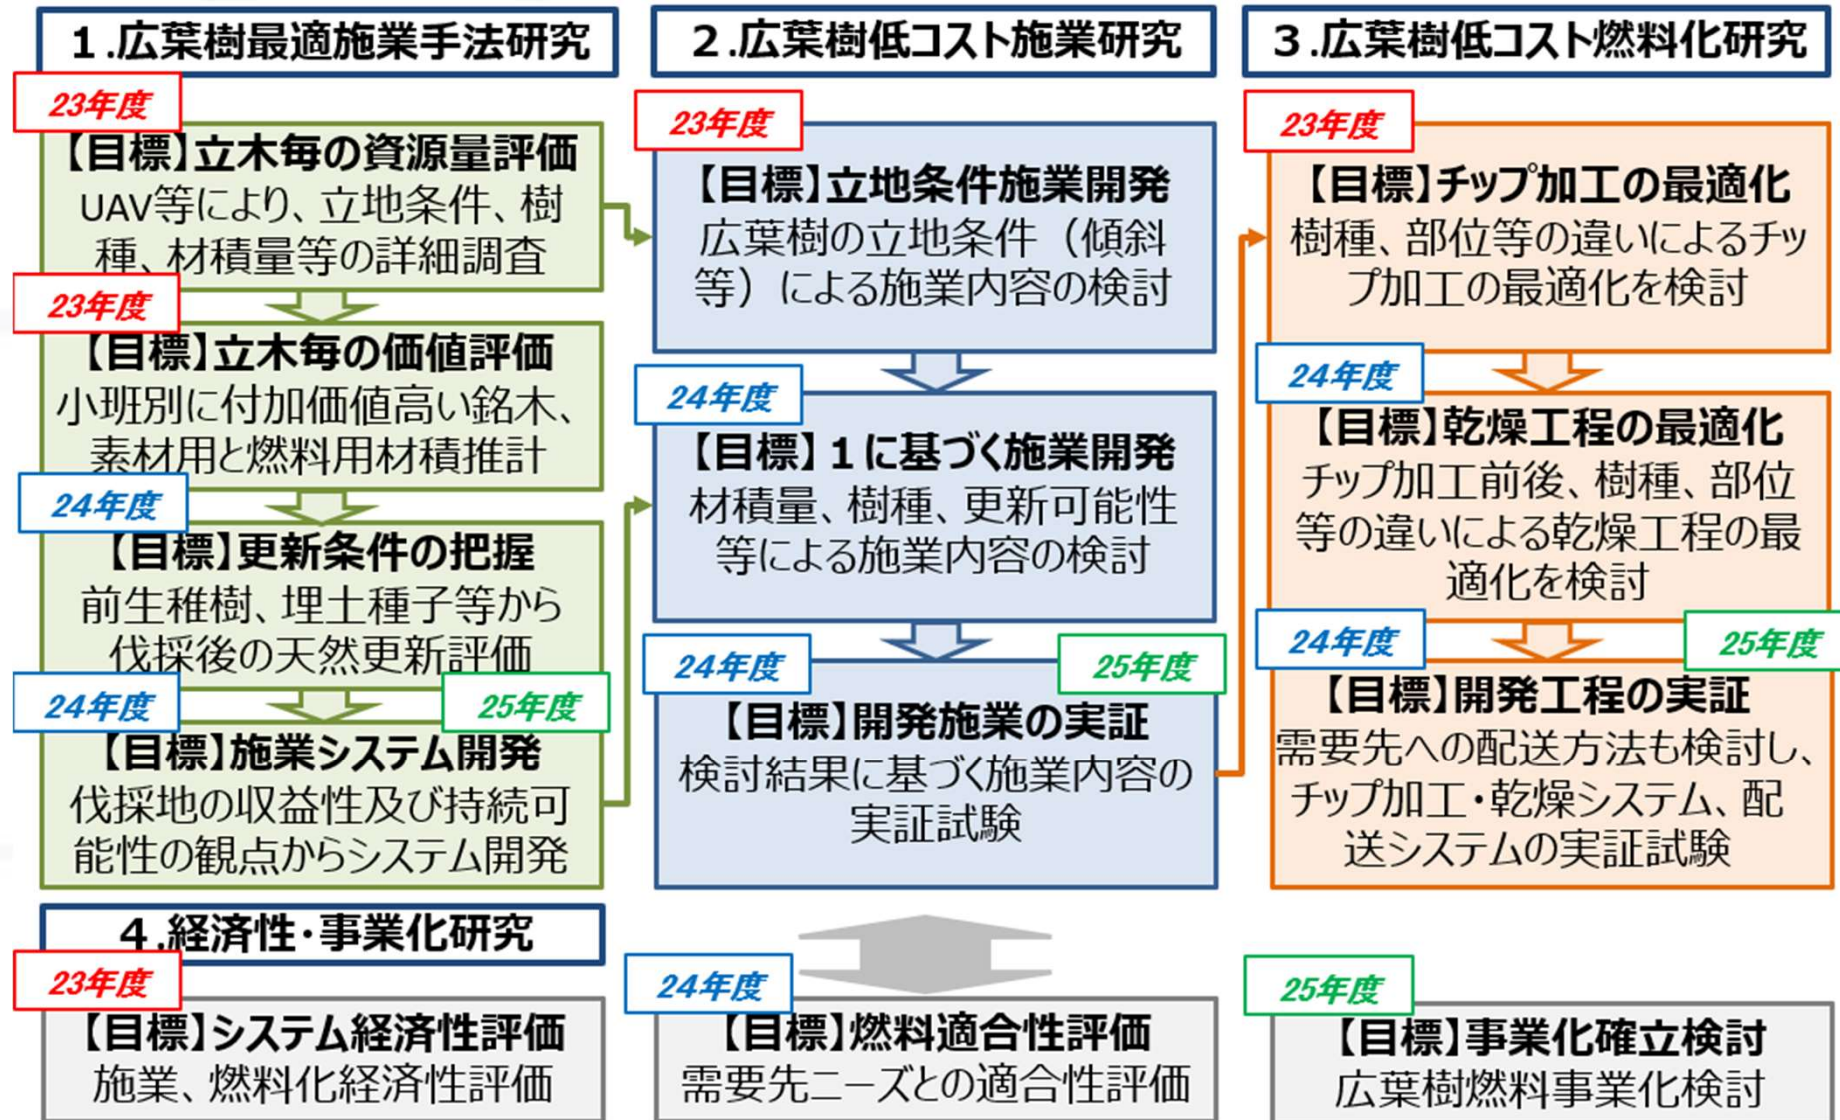 1.広葉樹最適施業手法研究
23年度
【目標】立木毎の資源量評価
UAV等により、立地条件、樹
種、材積量等の詳細調査
23年度
【目標】立木毎の価値評価
小班別に付加価値高い銘木、
素材用と燃料用材積推計
24年度
【目標】更新条件の把握
前生稚樹、埋土種子等から
伐採後の天然更新評価
24年度
25年度
【目標】施業システム開発
伐採地の収益性及び持続可
能性の観点からシステム開発
2.広葉樹低コスト施業研究
23年度
【目標】立地条件施業開発
広葉樹の立地条件（傾斜
等）による施業内容の検討
24年度
【目標】1に基づく施業開発
材積量、樹種、更新可能性
等による施業内容の検討
24年度
25年度
【目標】開発施業の実証
検討結果に基づく施業内容の
実証試験
3.広葉樹低コスト燃料化研究
23年度
【目標】チップ加工の最適化
樹種、部位等の違いによるチッ
プ加工の最適化を検討
24年度
【目標】乾燥工程の最適化
チップ加工前後、樹種、部位
等の違いによる乾燥工程の最
適化を検討
24年度
25年度
【目標】開発工程の実証
需要先への配送方法も検討し、
チップ加工・乾燥システム、配
送システムの実証試験
4.経済性・事業化研究
23年度
【目標】システム経済性評価
施業、燃料化経済性評価
24年度
【目標】燃料適合性評価
需要先ニーズとの適合性評価
25年度
【目標】事業化確立検討
広葉樹燃料事業化検討